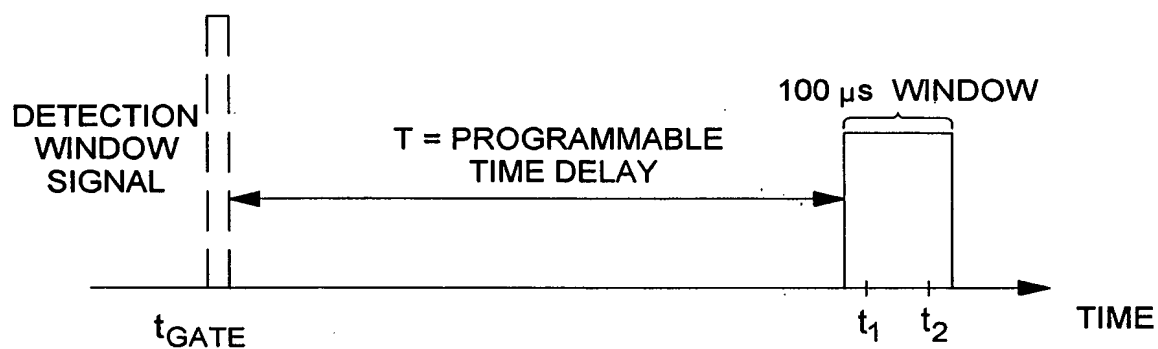 DETECTION
WINDOW
SIGNAL
T = PROGRAMMABLE
TIME DELAY
100 µs WINDOW
tGATE
t1
t2
TIME